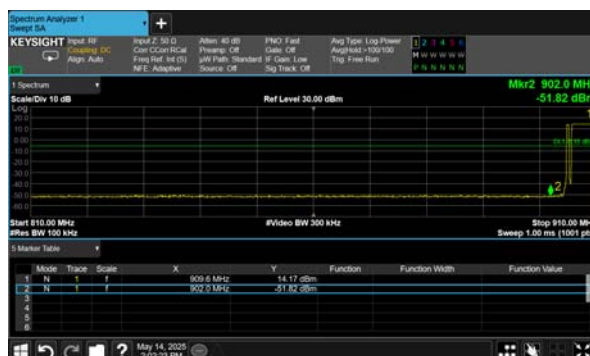 Spectrum Analyzer 1
Swept SA
KEYSIGHT Input: RF Input Z: 50 Ω Atten: 40 dB PNO: Fast Avg Type: Log-Power 1 2 3 4 5 6
Coupling: DC Corr CCorr RCal Preamp: Off Gate: Off Avg|Hold:>100/100 M W W W W W
Align: Auto Freq Ref: Int (S) µW Path: Standard IF Gain: Low Trig: Free Run P N N N N N
NFE: Adaptive Source: Off Sig Track: Off
1 Spectrum
Mkr2 902.0 MH
Scale/Div 10 dB Ref Level 30.00 dBm -51.82 dBr
Log
20.0
10.0
0.00
-10.0
-20.0
-30.0
-40.0
-50.0
-60.0
1
2
Start 810.00 MHz #Video BW 300 kHz Stop 910.00 MH
#Res BW 100 kHz Sweep 1.00 ms (1001 pt
5 Marker Table
Mode Trace Scale X Y Function Function Width Function Value
1 N 1 f 909.6 MHz 14.17 dBm
2 N 1 f 902.0 MHz -51.82 dBm
3
4
5
6
?
May 14, 2025